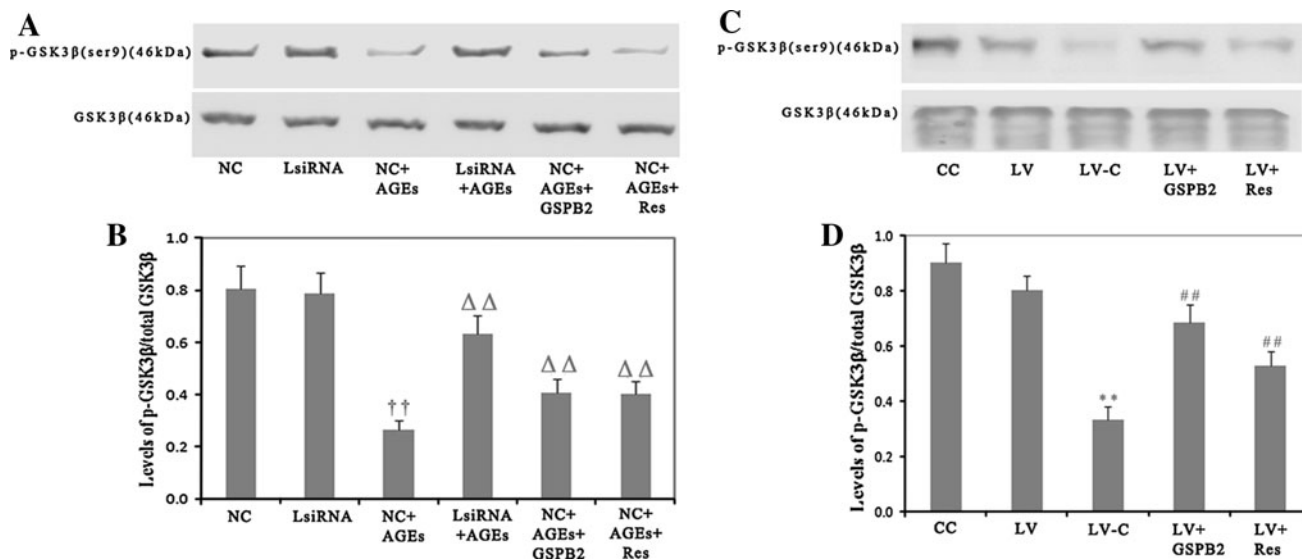 A
p-GSK3β(ser9)(46kDa)
GSK3β(46kDa)
NC LsiRNA NC+ LsiRNA NC+ NC+
AGEs +AGEs AGEs+ AGEs+
GSPB2 Res
B
Levels of p-GSK3β/total GSK3β
1.0
0.8
0.6
0.4
0.2
0.0
††
Δ Δ
Δ Δ
Δ Δ
NC LsiRNA NC+ LsiRNA NC+ NC+
AGEs +AGEs AGEs+ AGEs+
GSPB2 Res
C
p-GSK3β(ser9)(46kDa)
GSK3β(46kDa)
CC LV LV-C LV+ LV+
GSPB2 Res
D
Levels of p-GSK3β/total GSK3β
1.0
0.8
0.6
0.4
0.2
0.0
**
##
##
CC LV LV-C LV+ LV+
GSPB2 Res